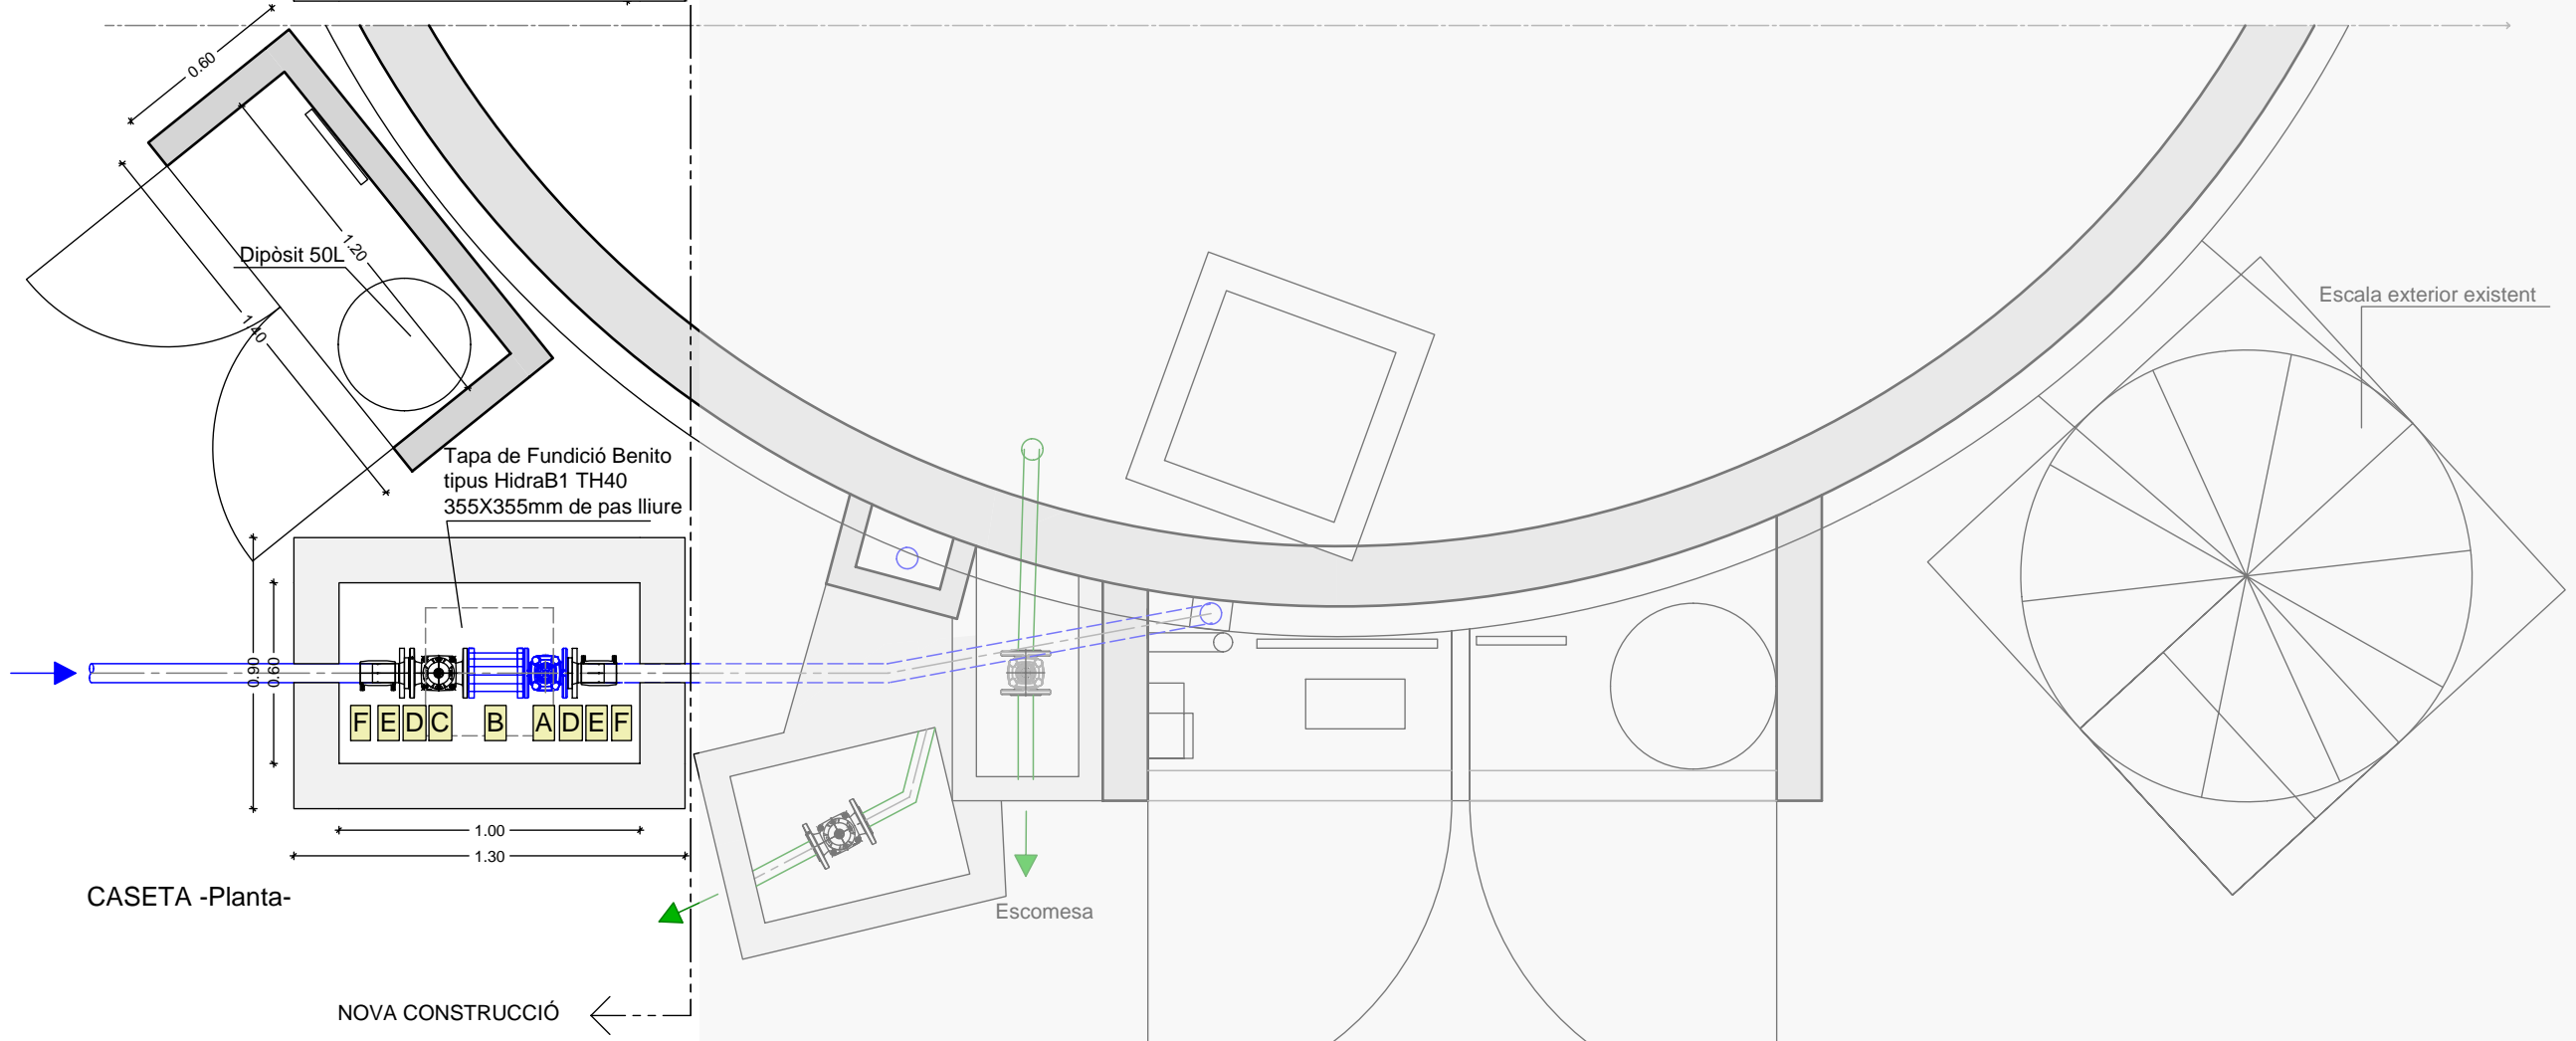 0.60
1.20
Dipòsit 50L
1.40
Escala exterior existent
Tapa de Fundició Benito
tipus HidraB1 TH40
355X355mm de pas lliure
0.90
0.60
F E D C B A D E F
1.00
1.30
CASETA -Planta-
Escomesa
NOVA CONSTRUCCIÓ